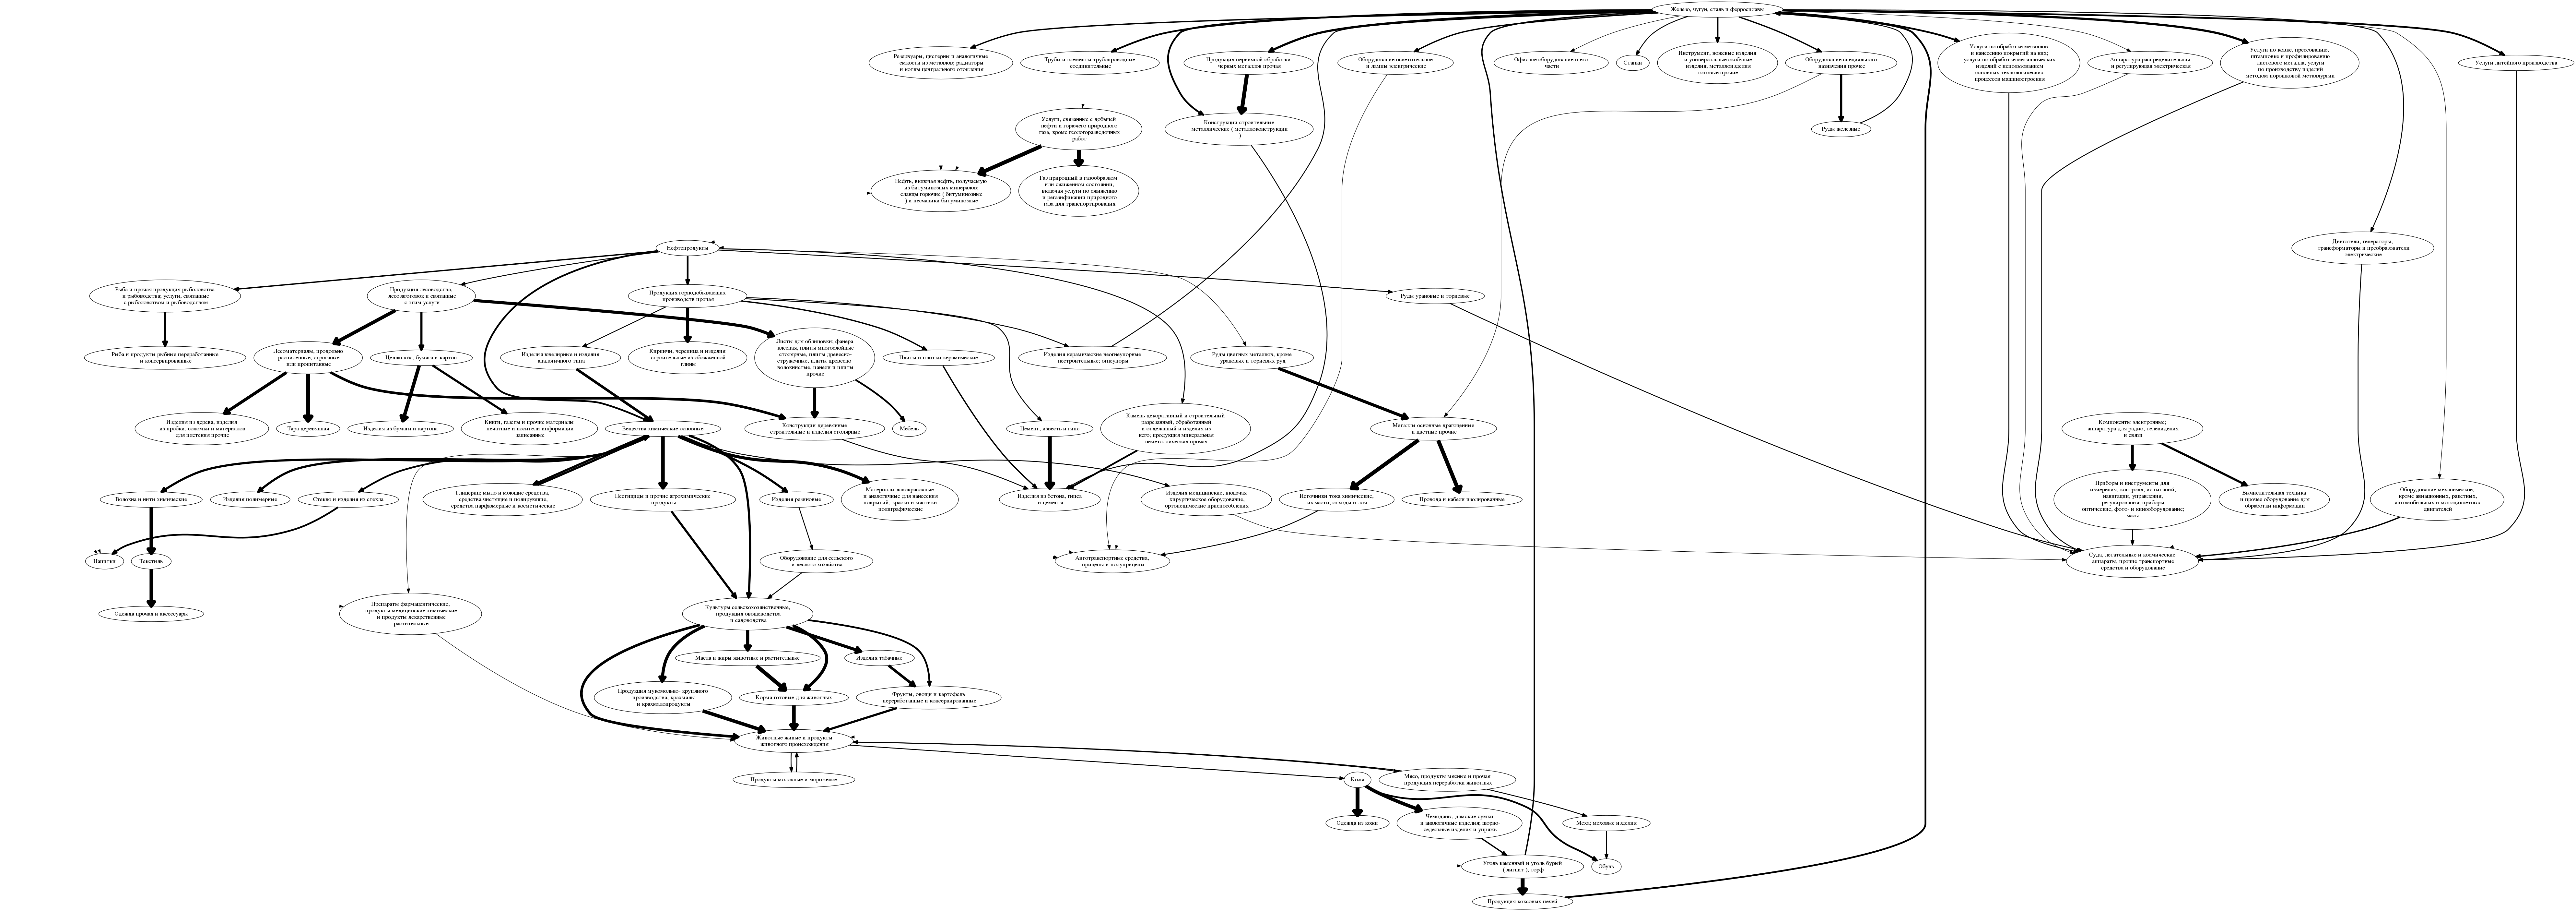 Железо, чугун, сталь и ферросплавы
Резервуары, цистерны и аналогичные
емкости из металлов; радиаторы
и котлы центрального отопления
Трубы и элементы трубопроводные
соединительные
Продукция первичной обработки
черных металлов прочая
Оборудование осветительное
и лампы электрические
Офисное оборудование и его
части
Станки
Инструмент, ножевые изделия
и универсальные скобяные
изделия; металлоизделия
готовые прочие
Оборудование специального
назначения прочее
Услуги по обработке металлов
и нанесению покрытий на них;
услуги по обработке металлических
изделий с использованием
основных технологических
процессов машиностроения
Аппаратура распределительная
и регулирующая электрическая
Услуги по ковке, прессованию,
штамповке и профилированию
листового металла; услуги
по производству изделий
методом порошковой металлургии
Услуги литейного производства
Услуги, связанные с добычей
нефти и горючего природного
газа, кроме геологоразведочных
работ
Конструкции строительные
металлические ( металлоконструкции
)
Руды железные
Нефть, включая нефть, получаемую
из битуминозных минералов;
сланцы горючие ( битуминозные
) и песчаники битуминозные
Газ природный в газообразном
или сжиженном состоянии,
включая услуги по сжижению
и регазификации природного
газа для транспортирования
Нефтепродукты
Двигатели, генераторы,
трансформаторы и преобразователи
электрические
Рыба и прочая продукция рыболовства
и рыбоводства; услуги, связанные
с рыболовством и рыбоводством
Продукция лесоводства,
лесозаготовок и связанные
с этим услуги
Продукция горнодобывающих
производств прочая
Руды урановые и ториевые
Рыба и продукты рыбные переработанные
и консервированные
Лесоматериалы, продольно
распиленные, строганые
или пропитанные
Целлюлоза, бумага и картон
Изделия ювелирные и изделия
аналогичного типа
Кирпичи, черепица и изделия
строительные из обожженной
глины
Листы для облицовки, фанера
клееная, плиты многослойные
столярные, плиты древесно-
стружечные, плиты древесно-
волокнистые, панели и плиты
прочие
Плиты и плитки керамические
Изделия керамические неогнеупорные
нестроительные; огнеупоры
Руды цветных металлов, кроме
урановых и ториевых руд
Изделия из дерева, изделия
из пробки, соломки и материалов
для плетения прочие
Тара деревянная
Изделия из бумаги и картона
Книги, газеты и прочие материалы
печатные и носители информации
записанные
Вещества химические основные
Конструкции деревянные
строительные и изделия столярные
Мебель
Цемент, известь и гипс
Камень декоративный и строительный
разрезанный, обработанный
и отделанный и изделия из
него; продукция минеральная
неметаллическая прочая
Металлы основные драгоценные
и цветные прочие
Компоненты электронные;
аппаратура для радио, телевидения
и связи
Волокна и нити химические
Изделия полимерные
Стекло и изделия из стекла
Глицерин; мыло и моющие средства,
средства чистящие и полирующие,
средства парфюмерные и косметические
Пестициды и прочие агрохимические
продукты
Изделия резиновые
Материалы лакокрасочные
и аналогичные для нанесения
покрытий, краски и мастики
полиграфические
Изделия из бетона, гипса
и цемента
Изделия медицинские, включая
хирургическое оборудование,
ортопедические приспособления
Источники тока химические,
их части, отходы и лом
Провода и кабели изолированные
Приборы и инструменты для
измерения, контроля, испытаний,
навигации, управления,
регулирования; приборы
оптические, фото- и кинооборудование;
часы
Вычислительная техника
и прочее оборудование для
обработки информации
Оборудование механическое,
кроме авиационных, ракетных,
автомобильных и мотоциклетных
двигателей
Напитки
Текстиль
Оборудование для сельского
и лесного хозяйства
Автотранспортные средства,
прицепы и полуприцепы
Суда, летательные и космические
аппараты, прочие транспортные
средства и оборудование
Одежда прочая и аксессуары
Препараты фармацевтические,
продукты медицинские химические
и продукты лекарственные
растительные
Культуры сельскохозяйственные,
продукция овощеводства
и садоводства
Масла и жиры животные и растительные
Изделия табачные
Продукция мукомольно- крупяного
производства, крахмалы
и крахмалопродукты
Корма готовые для животных
Фрукты, овощи и картофель
переработанные и консервированные
Животные живые и продукты
животного происхождения
Продукты молочные и мороженое
Кожа
Мясо, продукты мясные и прочая
продукция переработки животных
Одежда из кожи
Чемоданы, дамские сумки
и аналогичные изделия; шорно-
седельные изделия и упряжь
Меха; меховые изделия
Уголь каменный и уголь бурый
( лигнит ); торф
Обувь
Продукция коксовых печей